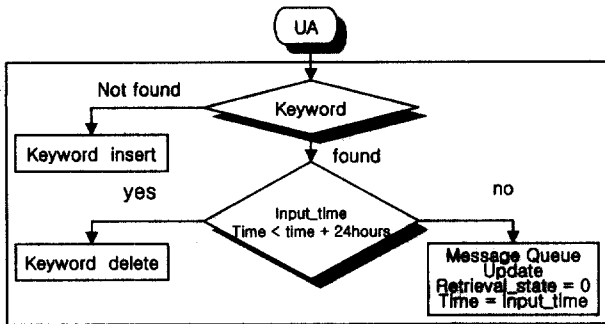 UA
Not found
Keyword
Keyword insert
found
yes
no
Input_time
Time < time + 24hours
Keyword delete
Message Queue
Update
Retrieval_state = 0
Time = Input_time